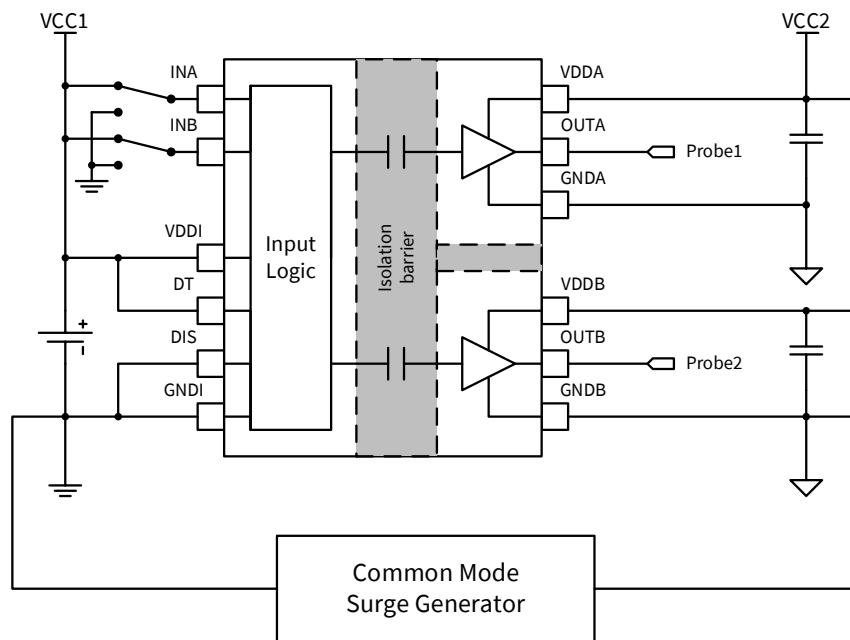 VCC1
VCC2
INA
VDDA
INB
OUTA
Probe1
GNDA
VDDI
Input
Logic
Isolation
barrier
DT
VDDB
DIS
OUTB
Probe2
GNDI
GNDB
+
-
Common Mode
Surge Generator